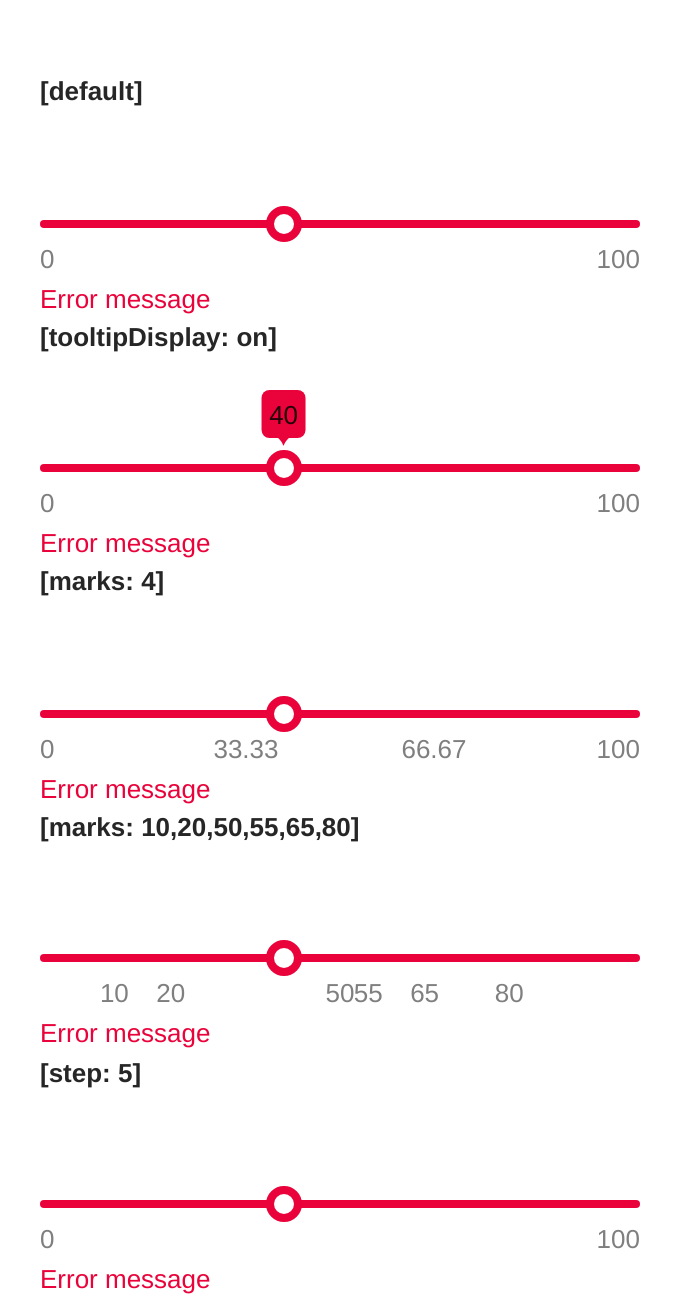 [default]
0 100
Error message
[tooltipDisplay: on]
40
0 100
Error message
[marks: 4]
0 33.33 66.67 100
Error message
[marks: 10,20,50,55,65,80]
10 20 5055 65 80
Error message
[step: 5]
0 100
Error message